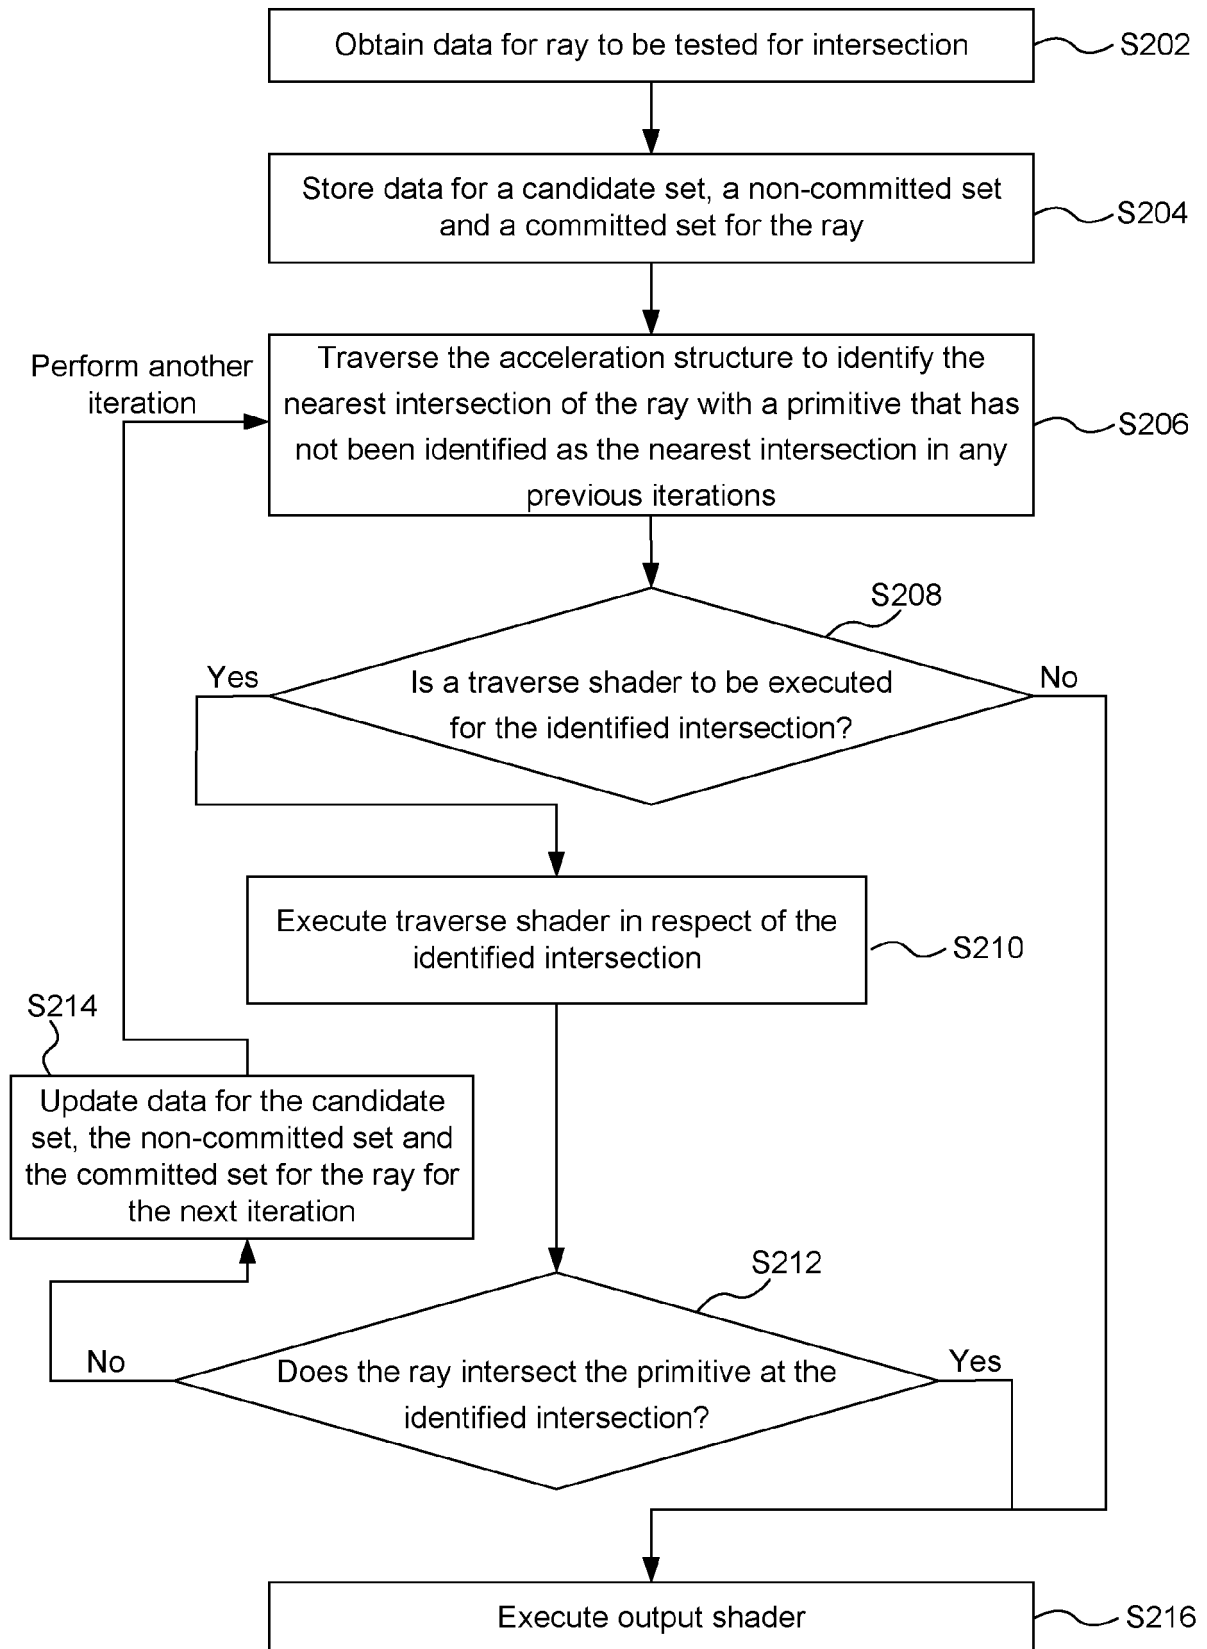 Obtain data for ray to be tested for intersection
S202
Store data for a candidate set, a non-committed set
and a committed set for the ray
S204
Perform another
iteration
Traverse the acceleration structure to identify the
nearest intersection of the ray with a primitive that has
not been identified as the nearest intersection in any
previous iterations
S206
S208
Yes
Is a traverse shader to be executed
for the identified intersection?
No
Execute traverse shader in respect of the
identified intersection
S210
S214
Update data for the candidate
set, the non-committed set and
the committed set for the ray for
the next iteration
S212
No
Does the ray intersect the primitive at the
identified intersection?
Yes
Execute output shader
S216